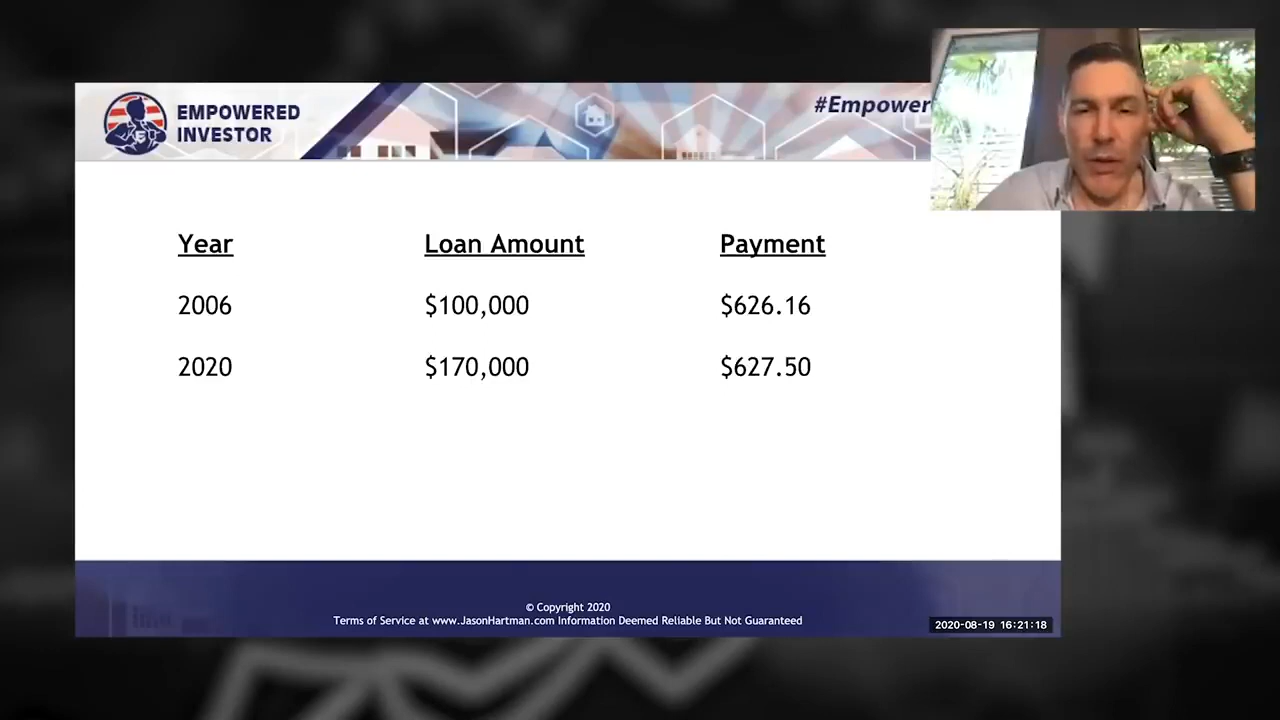 EMPOWERED
INVESTOR
#Empower
Year Loan Amount Payment
2006 $100,000 $626.16
2020 $170,000 $627.50
© Copyright 2020
Terms of Service at www.JasonHartman.com Information Deemed Reliable But Not Guaranteed
2020-08-19 16:21:18